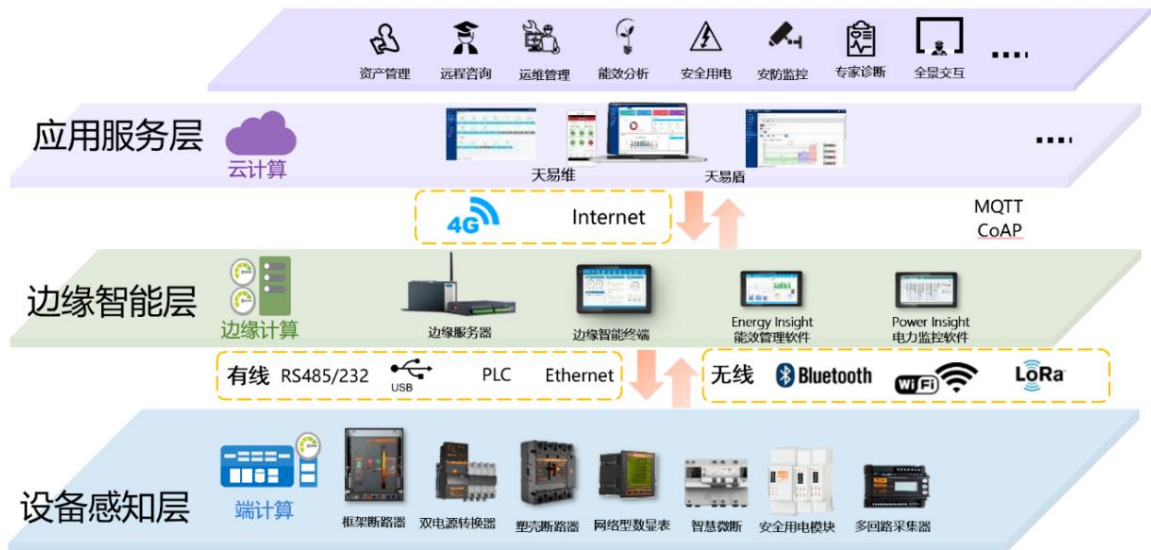 资产管理
远程咨询
运维管理
能效分析
安全用电
安防监控
专家诊断
全景交互
应用服务层
云计算
天易维
天易盾
4G
Internet
MQTT
CoAP
边缘智能层
边缘计算
边缘服务器
边缘智能终端
Energy Insight
能效管理软件
Power Insight
电力监控软件
有线 RS485/232
USB
PLC
Ethernet
无线
Bluetooth
WiFi
LoRa
设备感知层
端计算
框架断路器
双电源转换器
塑壳断路器
网络型数显表
智慧微断
安全用电模块
多回路采集器